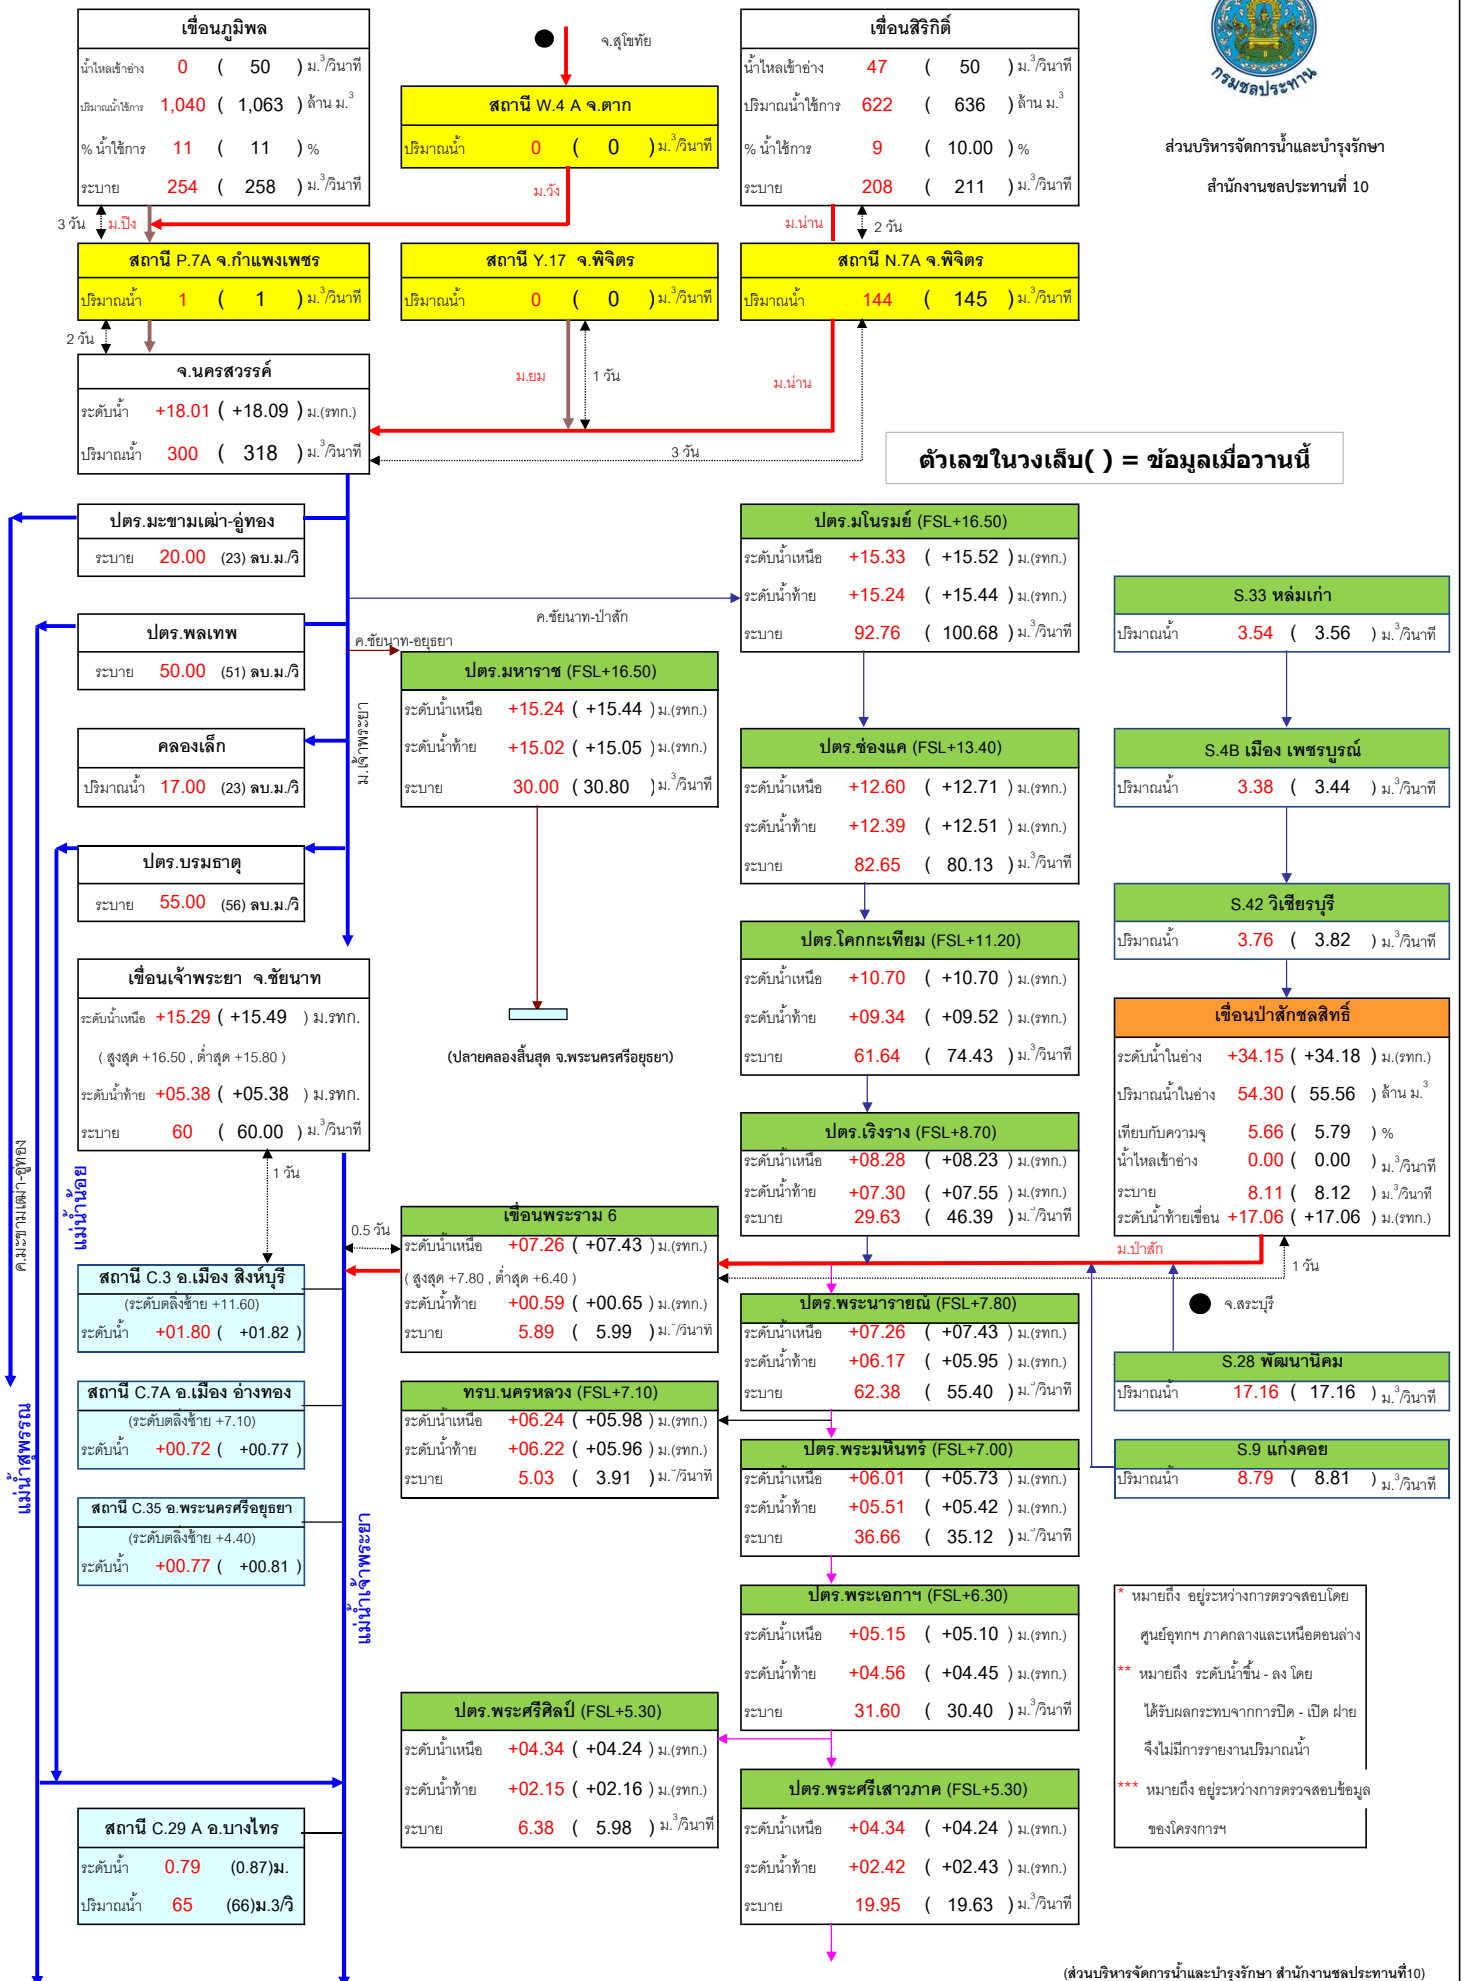 เขื่อนภูมิพล
น้ำไหลเข้าอ่าง 0 ( 50 ) ม.3/วินาที
ปริมาณน้ำใช้การ 1,040 ( 1,063 ) ล้าน ม.3
% น้ำใช้การ 11 ( 11 ) %
ระบาย 254 ( 258 ) ม.3/วินาที
จ.สุโขทัย
สถานี W.4 A จ.ตาก
ปริมาณน้ำ 0 ( 0 ) ม.3/วินาที
ม.วัง
เขื่อนสิริกิติ์
น้ำไหลเข้าอ่าง 47 ( 50 ) ม.3/วินาที
ปริมาณน้ำใช้การ 622 ( 636 ) ล้าน ม.3
% น้ำใช้การ 9 ( 10.00 ) %
ระบาย 208 ( 211 ) ม.3/วินาที
กรมชลประทาน
ส่วนบริหารจัดการน้ำและบำรุงรักษา
สำนักงานชลประทานที่ 10
3 วัน ม.ปิง
ม.น่าน 2 วัน
สถานี P.7A จ.กำแพงเพชร
ปริมาณน้ำ 1 ( 1 ) ม.3/วินาที
สถานี Y.17 จ.พิจิตร
ปริมาณน้ำ 0 ( 0 ) ม.3/วินาที
สถานี N.7A จ.พิจิตร
ปริมาณน้ำ 144 ( 145 ) ม.3/วินาที
2 วัน
จ.นครสวรรค์
ระดับน้ำ +18.01 ( +18.09 ) ม.(รทก.)
ปริมาณน้ำ 300 ( 318 ) ม.3/วินาที
ม.ยม 1 วัน
ม.น่าน
3 วัน
ตัวเลขในวงเล็บ( ) = ข้อมูลเมื่อวานนี้
ปตร.มะขามเฒ่า-อู่ทอง
ระบาย 20.00 (23) ลบ.ม./วิ
ปตร.พลเทพ
ระบาย 50.00 (51) ลบ.ม./วิ
คลองเล็ก
ปริมาณน้ำ 17.00 (23) ลบ.ม./วิ
ปตร.บรมธาตุ
ระบาย 55.00 (56) ลบ.ม./วิ
ค.ชัยนาท-ป่าสัก
ค.ชัยนาท-อยุธยา
ม.เจ้าพระยา
ปตร.มหาราช (FSL+16.50)
ระดับน้ำเหนือ +15.24 ( +15.44 ) ม.(รทก.)
ระดับน้ำท้าย +15.02 ( +15.05 ) ม.(รทก.)
ระบาย 30.00 ( 30.80 ) ม.3/วินาที
(ปลายคลองสิ้นสุด จ.พระนครศรีอยุธยา)
ปตร.มโนรมย์ (FSL+16.50)
ระดับน้ำเหนือ +15.33 ( +15.52 ) ม.(รทก.)
ระดับน้ำท้าย +15.24 ( +15.44 ) ม.(รทก.)
ระบาย 92.76 ( 100.68 ) ม.3/วินาที
ปตร.ช่องแค (FSL+13.40)
ระดับน้ำเหนือ +12.60 ( +12.71 ) ม.(รทก.)
ระดับน้ำท้าย +12.39 ( +12.51 ) ม.(รทก.)
ระบาย 82.65 ( 80.13 ) ม.3/วินาที
ปตร.โคกกะเทียม (FSL+11.20)
ระดับน้ำเหนือ +10.70 ( +10.70 ) ม.(รทก.)
ระดับน้ำท้าย +09.34 ( +09.52 ) ม.(รทก.)
ระบาย 61.64 ( 74.43 ) ม.3/วินาที
ปตร.เริงราง (FSL+8.70)
ระดับน้ำเหนือ +08.28 ( +08.23 ) ม.(รทก.)
ระดับน้ำท้าย +07.30 ( +07.55 ) ม.(รทก.)
ระบาย 29.63 ( 46.39 ) ม.3/วินาที
S.33 หล่มเก่า
ปริมาณน้ำ 3.54 ( 3.56 ) ม.3/วินาที
S.4B เมือง เพชรบูรณ์
ปริมาณน้ำ 3.38 ( 3.44 ) ม.3/วินาที
S.42 วิเชียรบุรี
ปริมาณน้ำ 3.76 ( 3.82 ) ม.3/วินาที
เขื่อนป่าสักชลสิทธิ์
ระดับน้ำในอ่าง +34.15 ( +34.18 ) ม.(รทก.)
ปริมาณน้ำในอ่าง 54.30 ( 55.56 ) ล้าน ม.3
เทียบกับความจุ 5.66 ( 5.79 ) %
น้ำไหลเข้าอ่าง 0.00 ( 0.00 ) ม.3/วินาที
ระบาย 8.11 ( 8.12 ) ม.3/วินาที
ระดับน้ำท้ายเขื่อน +17.06 ( +17.06 ) ม.(รทก.)
ม.ป่าสัก
1 วัน
จ.สระบุรี
เขื่อนเจ้าพระยา จ.ชัยนาท
ระดับน้ำเหนือ +15.29 ( +15.49 ) ม.รทก.
( สูงสุด +16.50 , ต่ำสุด +15.80 )
ระดับน้ำท้าย +05.38 ( +05.38 ) ม.รทก.
ระบาย 60 ( 60.00 ) ม.3/วินาที
1 วัน
ค.มะขามเฒ่า-อู่ทอง
แม่น้ำน้อย
แม่น้ำสุพรรณ
แม่น้ำเจ้าพระยา
0.5 วัน
สถานี C.3 อ.เมือง สิงห์บุรี
(ระดับตลิ่งซ้าย +11.60)
ระดับน้ำ +01.80 ( +01.82 )
สถานี C.7A อ.เมือง อ่างทอง
(ระดับตลิ่งซ้าย +7.10)
ระดับน้ำ +00.72 ( +00.77 )
สถานี C.35 อ.พระนครศรีอยุธยา
(ระดับตลิ่งซ้าย +4.40)
ระดับน้ำ +00.77 ( +00.81 )
สถานี C.29 A อ.บางไทร
ระดับน้ำ 0.79 (0.87)ม.
ปริมาณน้ำ 65 (66)ม.3/วิ
เขื่อนพระราม 6
ระดับน้ำเหนือ +07.26 ( +07.43 ) ม.(รทก.)
( สูงสุด +7.80 , ต่ำสุด +6.40 )
ระดับน้ำท้าย +00.59 ( +00.65 ) ม.(รทก.)
ระบาย 5.89 ( 5.99 ) ม.3/วินาที
ทรบ.นครหลวง (FSL+7.10)
ระดับน้ำเหนือ +06.24 ( +05.98 ) ม.(รทก.)
ระดับน้ำท้าย +06.22 ( +05.96 ) ม.(รทก.)
ระบาย 5.03 ( 3.91 ) ม.3/วินาที
ปตร.พระศรีศิลป์ (FSL+5.30)
ระดับน้ำเหนือ +04.34 ( +04.24 ) ม.(รทก.)
ระดับน้ำท้าย +02.15 ( +02.16 ) ม.(รทก.)
ระบาย 6.38 ( 5.98 ) ม.3/วินาที
ปตร.พระนารายณ์ (FSL+7.80)
ระดับน้ำเหนือ +07.26 ( +07.43 ) ม.(รทก.)
ระดับน้ำท้าย +06.17 ( +05.95 ) ม.(รทก.)
ระบาย 62.38 ( 55.40 ) ม.3/วินาที
ปตร.พระมหินทร์ (FSL+7.00)
ระดับน้ำเหนือ +06.01 ( +05.73 ) ม.(รทก.)
ระดับน้ำท้าย +05.51 ( +05.42 ) ม.(รทก.)
ระบาย 36.66 ( 35.12 ) ม.3/วินาที
ปตร.พระเอกาฯ (FSL+6.30)
ระดับน้ำเหนือ +05.15 ( +05.10 ) ม.(รทก.)
ระดับน้ำท้าย +04.56 ( +04.45 ) ม.(รทก.)
ระบาย 31.60 ( 30.40 ) ม.3/วินาที
ปตร.พระศรีเสาวภาค (FSL+5.30)
ระดับน้ำเหนือ +04.34 ( +04.24 ) ม.(รทก.)
ระดับน้ำท้าย +02.42 ( +02.43 ) ม.(รทก.)
ระบาย 19.95 ( 19.63 ) ม.3/วินาที
S.28 พัฒนานิคม
ปริมาณน้ำ 17.16 ( 17.16 ) ม.3/วินาที
S.9 แก่งคอย
ปริมาณน้ำ 8.79 ( 8.81 ) ม.3/วินาที
* หมายถึง อยู่ระหว่างการตรวจสอบโดย
ศูนย์อุทกฯ ภาคกลางและเหนือตอนล่าง
** หมายถึง ระดับน้ำขึ้น - ลง โดย
ได้รับผลกระทบจากการปิด - เปิด ฝาย
จึงไม่มีการรายงานปริมาณน้ำ
*** หมายถึง อยู่ระหว่างการตรวจสอบข้อมูล
ของโครงการฯ
(ส่วนบริหารจัดการน้ำและบำรุงรักษา สำนักงานชลประทานที่10)